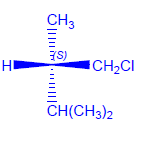 CH₃
(S)
H CH₂Cl
CH(CH₃)₂